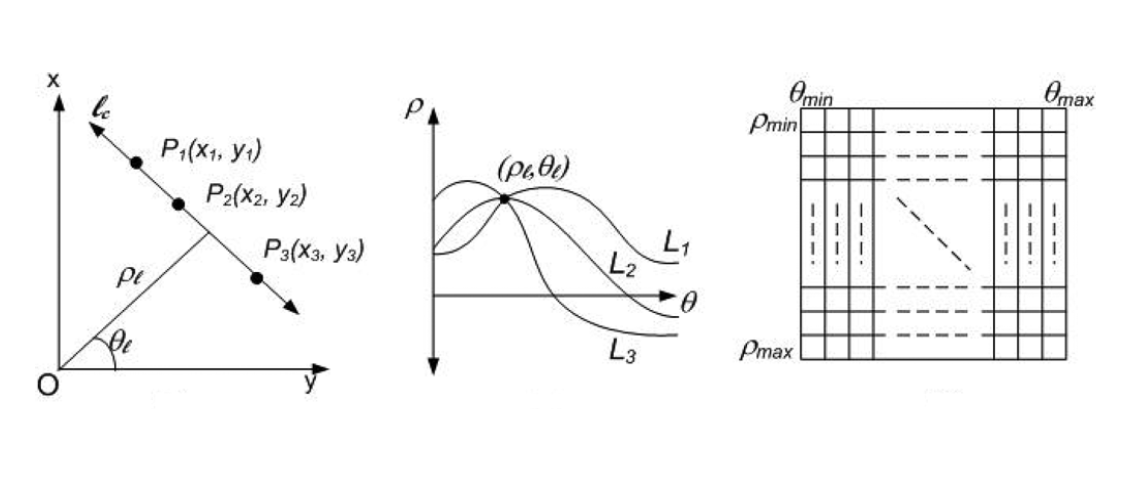 x
ℓc
P₁(x₁, y₁)
P₂(x₂, y₂)
P₃(x₃, y₃)
ρℓ
θℓ
O
y
ρ
(ρℓ,θℓ)
L₁
L₂
θ
L₃
θmin
θmax
ρmin
ρmax